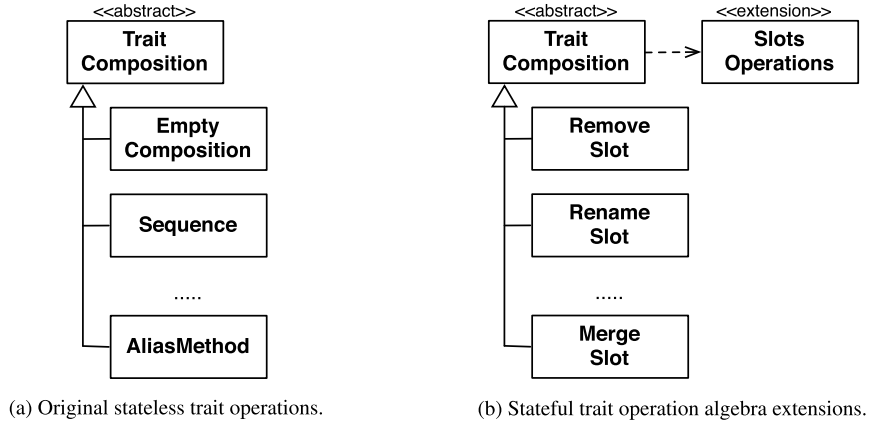 <<abstract>>
Trait
Composition
Empty
Composition
Sequence
.....
AliasMethod
(a) Original stateless trait operations.
<<abstract>>
Trait
Composition
<<extension>>
Slots
Operations
Remove
Slot
Rename
Slot
.....
Merge
Slot
(b) Stateful trait operation algebra extensions.